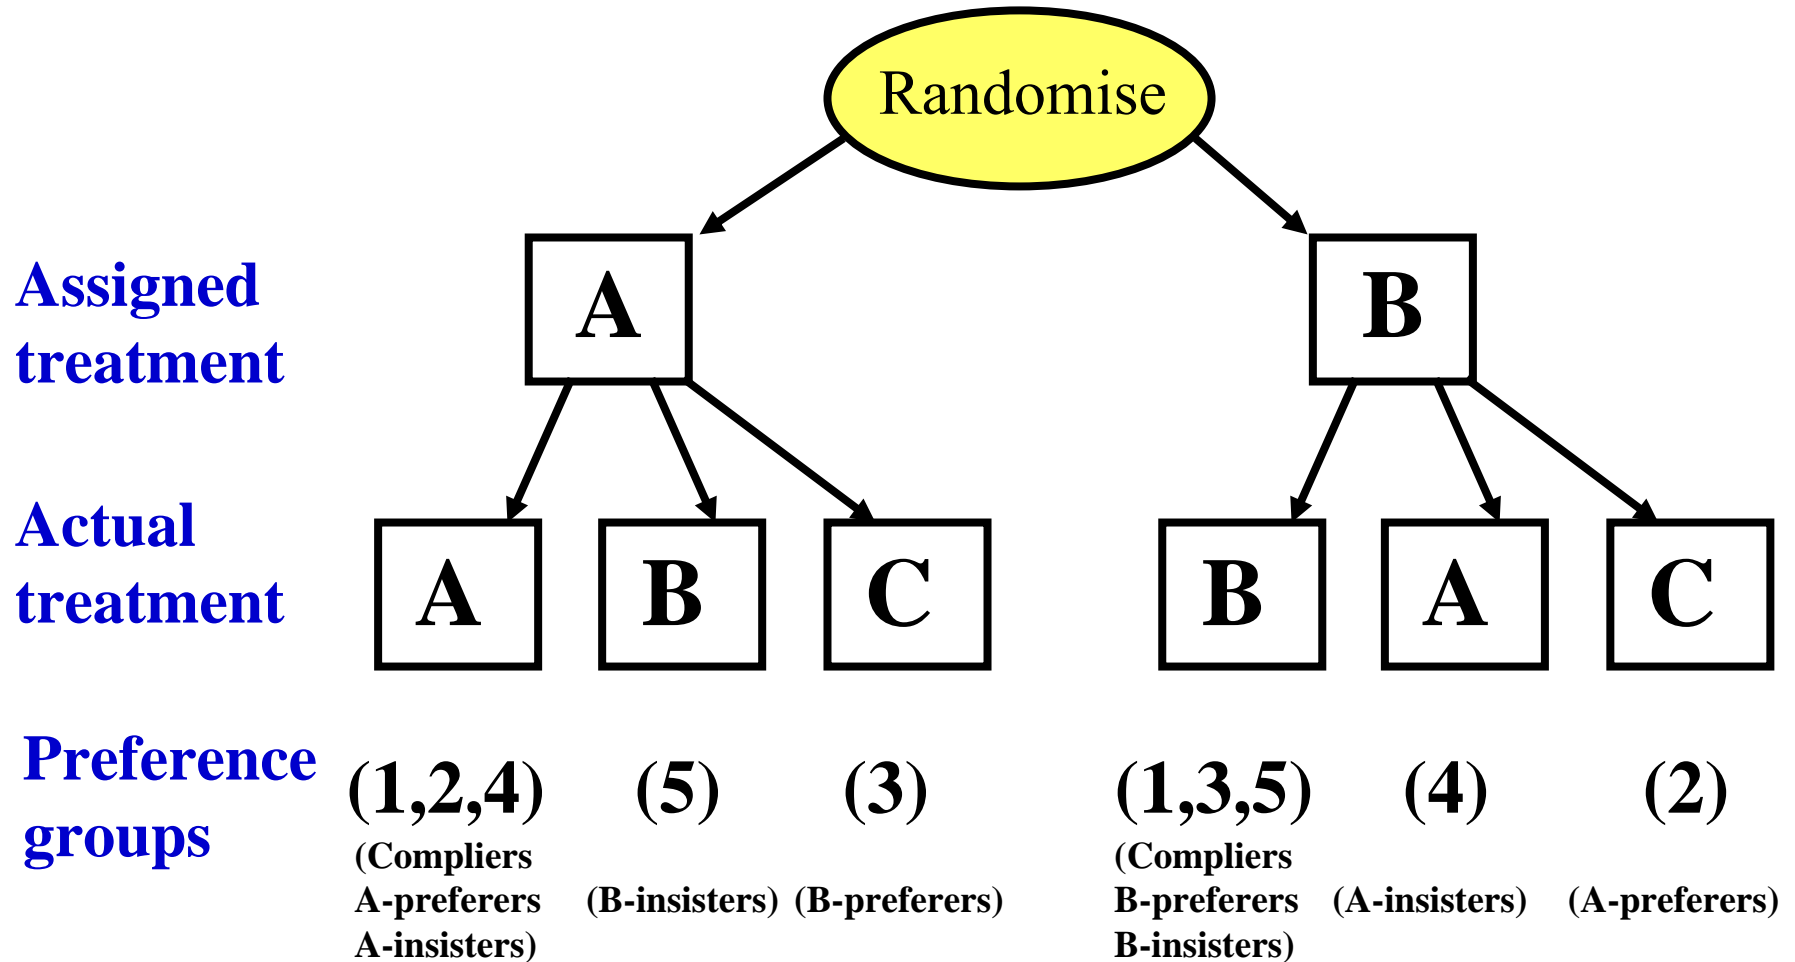 Randomise
Assigned
treatment
A
B
Actual
treatment
A B C B A C
Preference
groups
(1,2,4) (5) (3) (1,3,5) (4) (2)
(Compliers
A-preferers
A-insisters)
(B-insisters)
(B-preferers)
(Compliers
B-preferers
B-insisters)
(A-insisters)
(A-preferers)